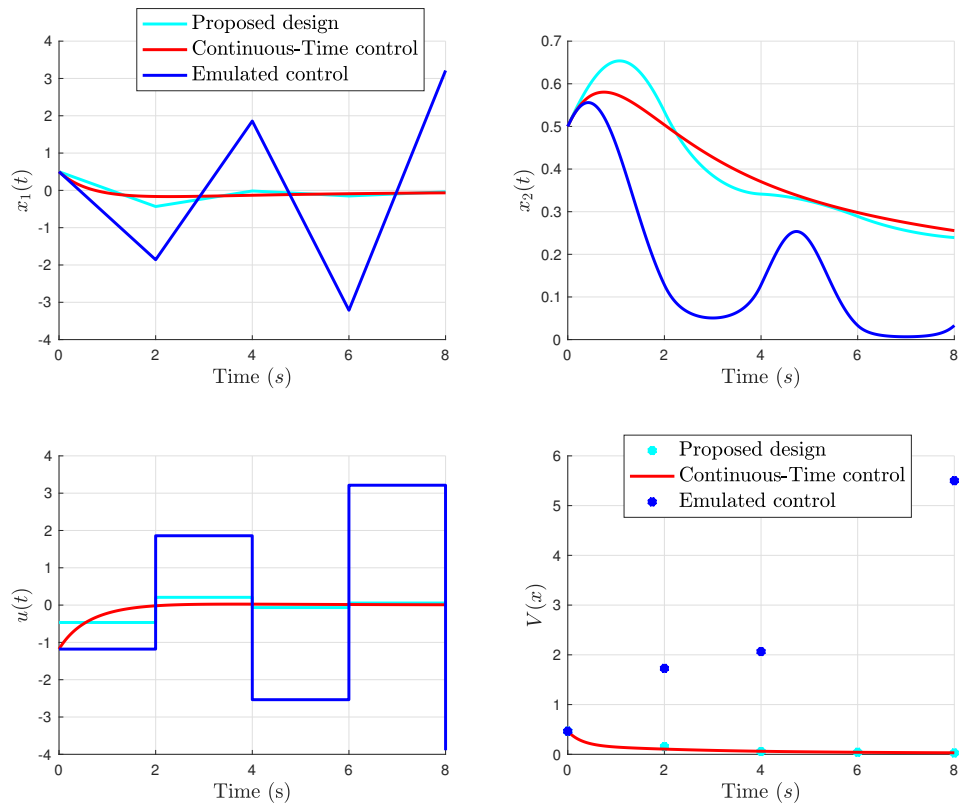 Proposed design
Continuous-Time control
Emulated control
4
3
2
1
0
-1
-2
-3
-4
x₁(t)
0 2 4 6 8
Time (s)
0.7
0.6
0.5
0.4
0.3
0.2
0.1
0
x₂(t)
0 2 4 6 8
Time (s)
4
3
2
1
0
-1
-2
-3
-4
u(t)
0 2 4 6 8
Time (s)
Proposed design
Continuous-Time control
Emulated control
6
5
4
3
2
1
0
V(x)
0 2 4 6 8
Time (s)